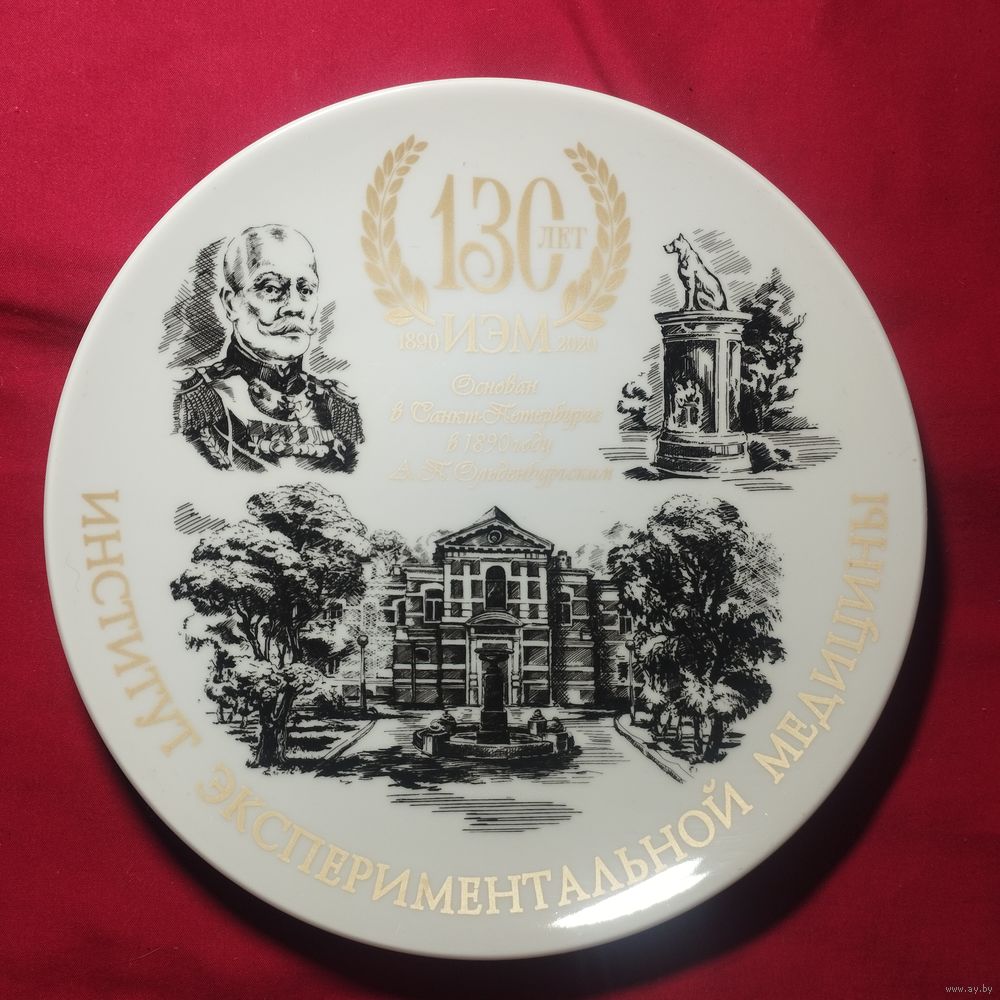 130 ЛЕТ
1890 ИЭМ 2020
Основан
в Санкт-Петербурге
в 1890 году
А.П. Ольденбургским
ИНСТИТУТ ЭКСПЕРИМЕНТАЛЬНОЙ МЕДИЦИНЫ
www.ay.by